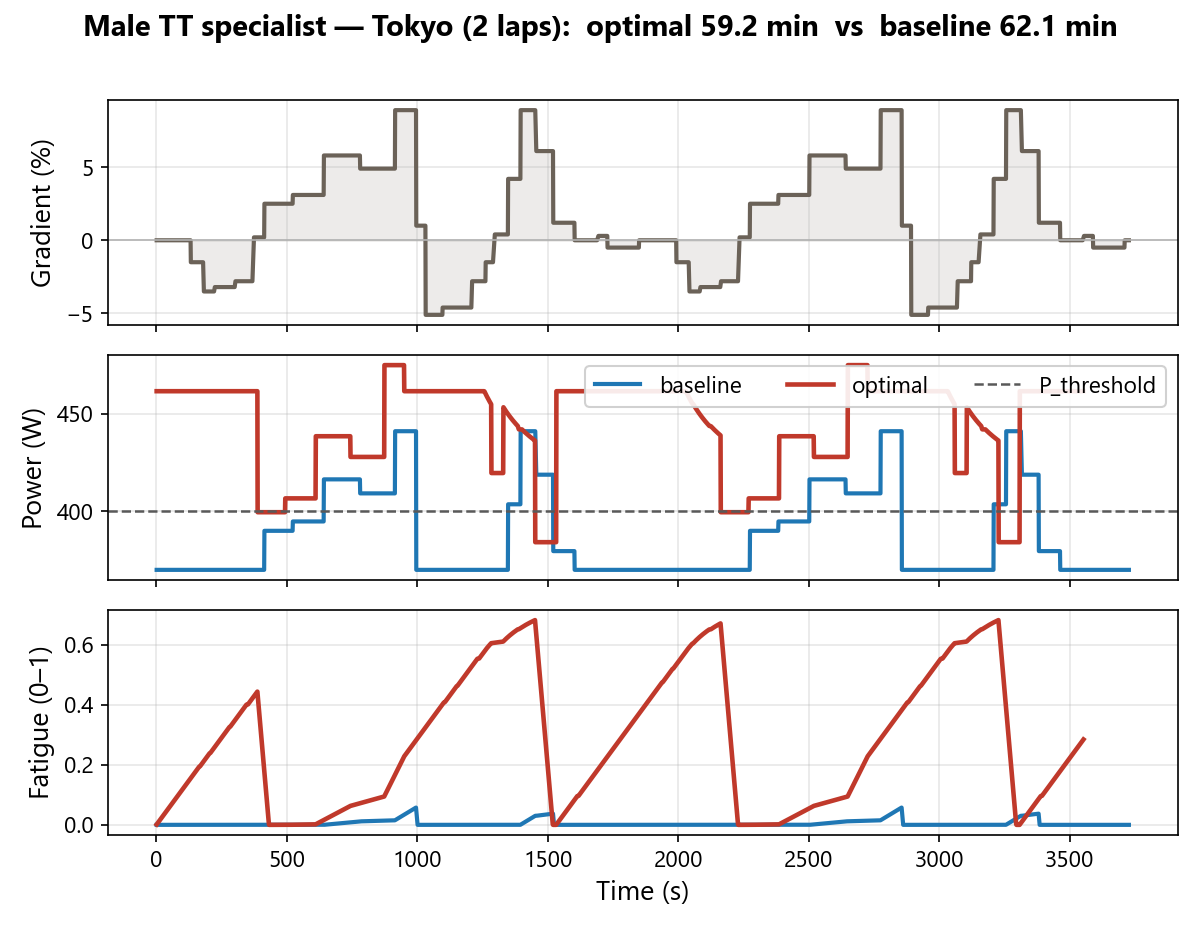 Male TT specialist — Tokyo (2 laps):  optimal 59.2 min  vs  baseline 62.1 min
Gradient (%)
5
0
−5
Power (W)
450
400
baseline
optimal
P_threshold
Fatigue (0–1)
0.6
0.4
0.2
0.0
0
500
1000
1500
2000
2500
3000
3500
Time (s)